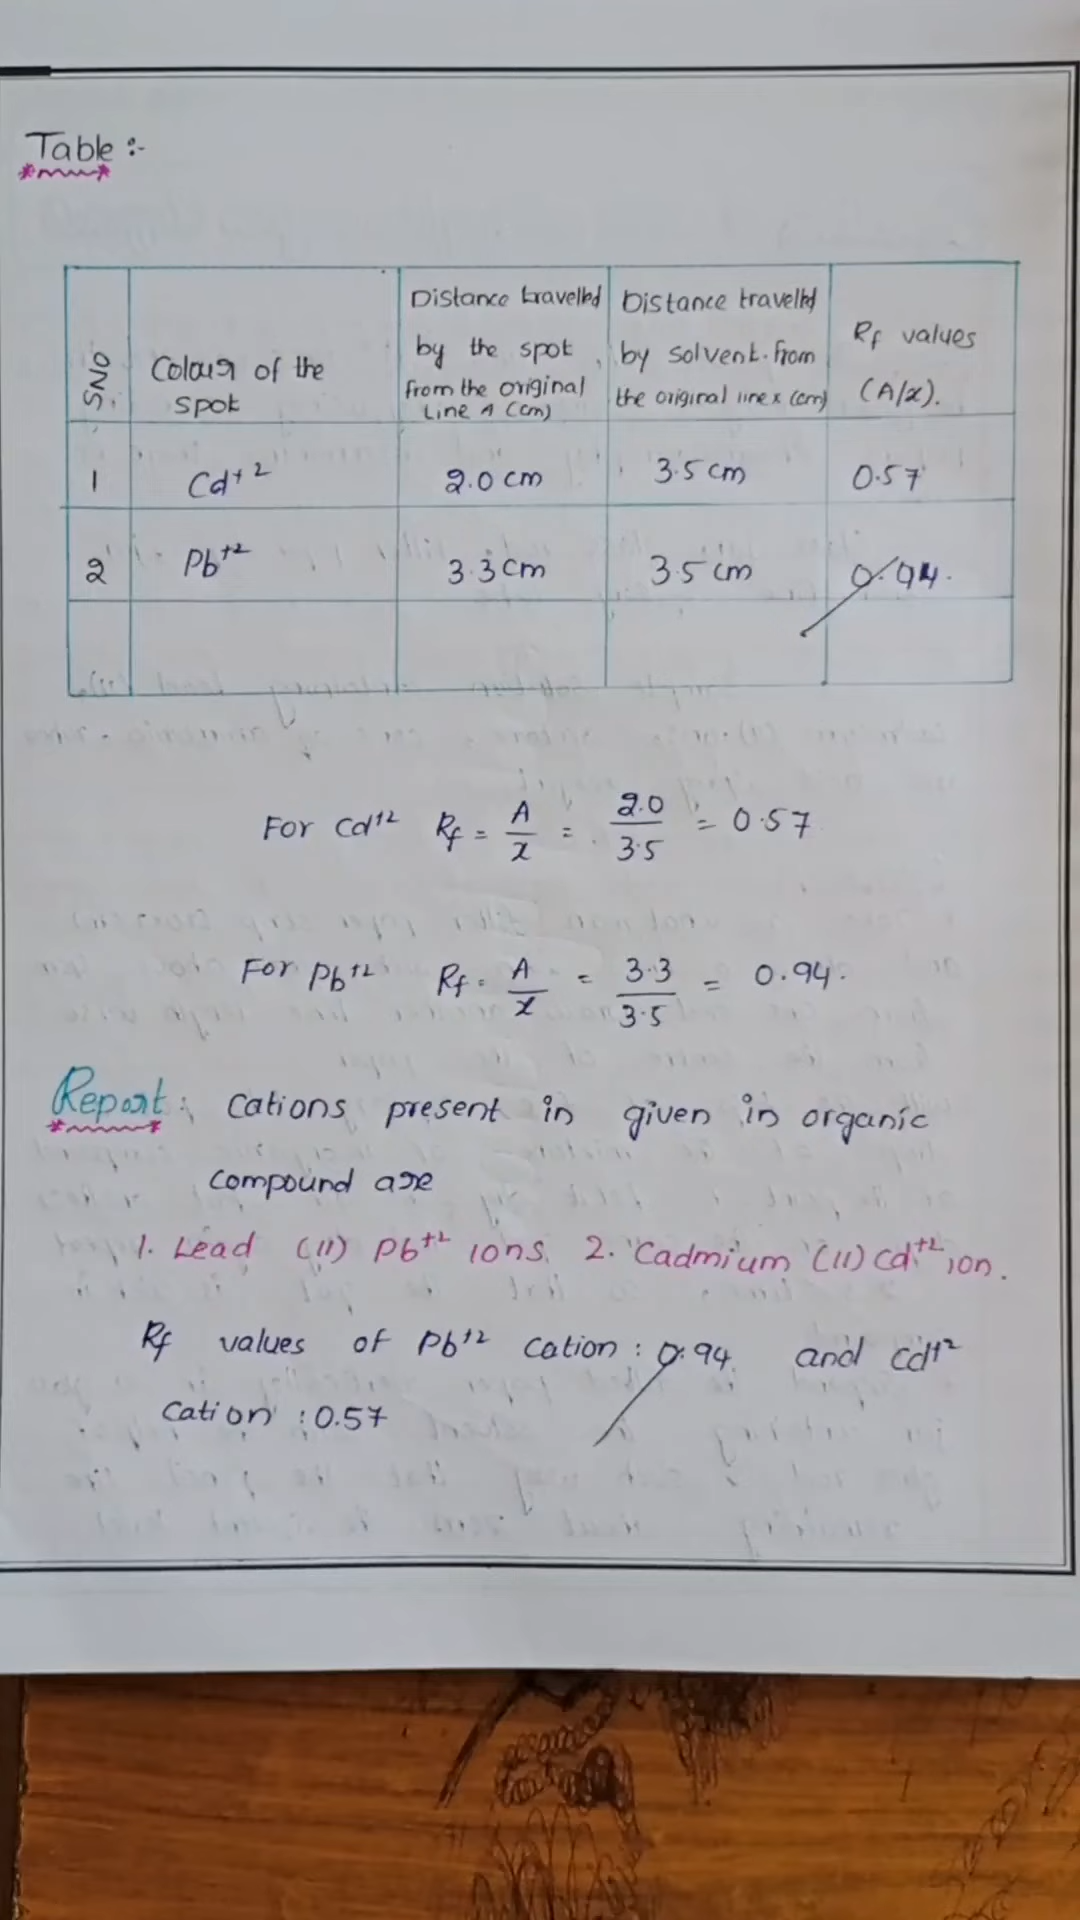 Table :-
S.NO
Colour of the
spot
Distance travelled
by the spot
from the original
Line A (cm)
Distance travelled
by solvent from
the original line x (cm)
Rf values
(A/x).
1 Cd+2 2.0 cm 3.5 cm 0.57
2 Pb+2 3.3 cm 3.5 cm 0.94.
For Cd+2 Rf = A/x = 2.0/3.5 = 0.57
For Pb+2 Rf = A/x = 3.3/3.5 = 0.94.
Report : Cations present in given in organic
compound are
1. Lead (II) Pb+2 ions. 2. Cadmium (II) Cd+2 ion.
Rf values of Pb+2 cation : 0.94 and Cd+2
cation : 0.57